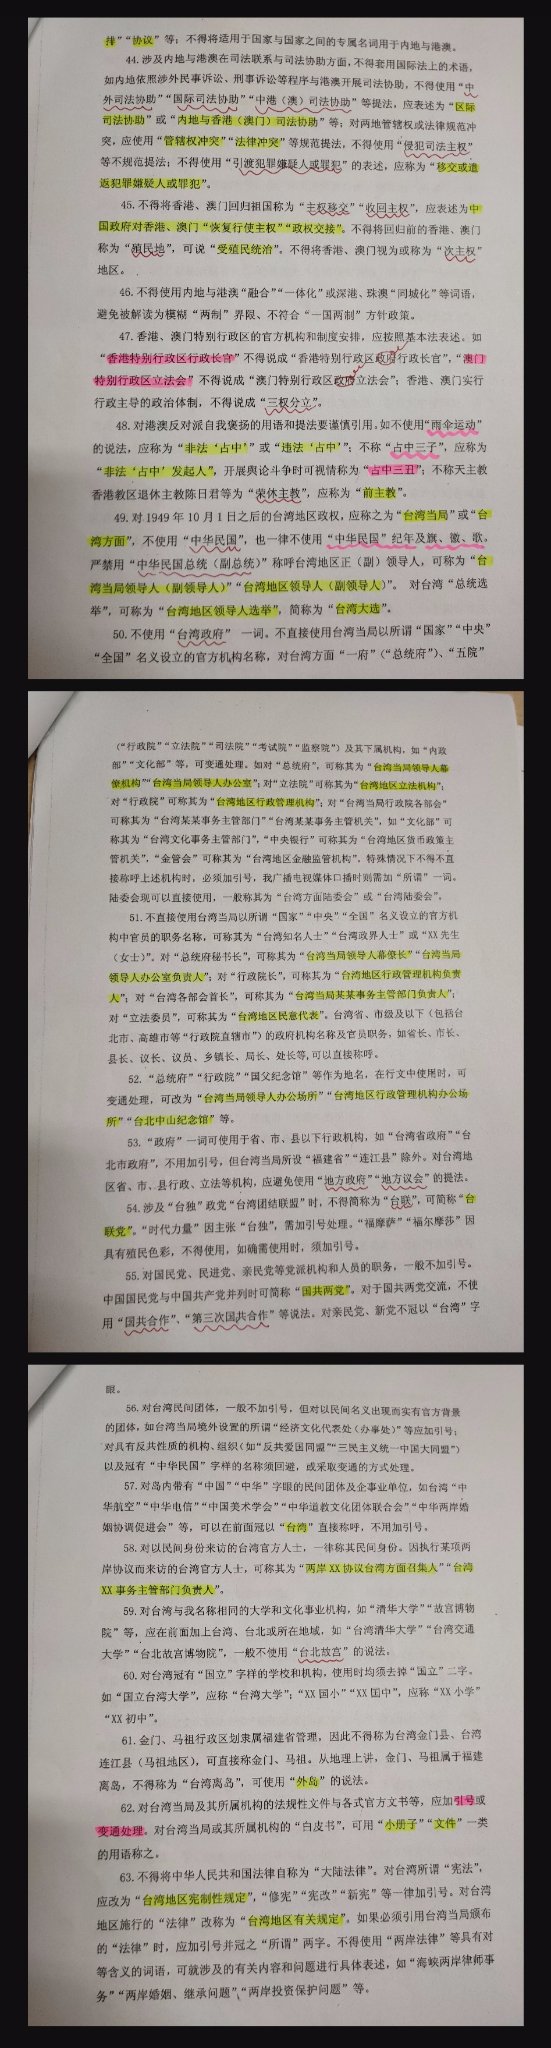 排”“协议”等；不得将适用于国家与国家之间的专属名词用于内地与港澳。
44. 涉及内地与港澳在司法联系与司法协助方面，不得套用国际法上的术语，
如内地依照涉外民事诉讼、刑事诉讼等程序与港澳开展司法协助，不得使用“中
外司法协助”“国际司法协助”“中港（澳）司法协助”等提法，应表述为“区际
司法协助”或“内地与香港（澳门）司法协助”等；对两地管辖权或法律规范冲
突，应使用“管辖权冲突”“法律冲突”等规范提法，不得使用“侵犯司法主权”
等不规范提法；不得使用“引渡犯罪嫌疑人或罪犯”的表述，应称为“移交或遣
返犯罪嫌疑人或罪犯”。
45. 不得将香港、澳门回归祖国称为“主权移交”“收回主权”，应表述为中
国政府对香港、澳门“恢复行使主权”“政权交接”。不得将回归前的香港、澳门
称为“殖民地”，可说“受殖民统治”。不得将香港、澳门视为或称为“次主权”
地区。
46. 不得使用内地与港澳“融合”“一体化”或深港、珠澳“同城化”等词语，
避免被解读为模糊“两制”界限、不符合“一国两制”方针政策。
47. 香港、澳门特别行政区的官方机构和制度安排，应按照基本法表述。如
“香港特别行政区行政长官”不得说成“香港特别行政区政府行政长官”，“澳门
特别行政区立法会”不得说成“澳门特别行政区政府立法会”；香港、澳门实行
行政主导的政治体制，不得说成“三权分立”。
48. 对港澳反对派自我褒扬的用语和提法要谨慎引用。如不使用“雨伞运动”
的说法，应称为“非法‘占中’”或“违法‘占中’”；不称“占中三子”，应称为
“非法‘占中’发起人”，开展舆论斗争时可视情称为“占中三丑”；不称天主教
香港教区退休主教陈日君等为“荣休主教”，应称为“前主教”。
49. 对 1949 年 10 月 1 日之后的台湾地区政权，应称之为“台湾当局”或“台
湾方面”，不使用“中华民国”，也一律不使用“中华民国”纪年及旗、徽、歌，
严禁用“中华民国总统（副总统）”称呼台湾地区正（副）领导人，可称为“台
湾当局领导人（副领导人）”“台湾地区领导人（副领导人）”。 对台湾“总统选
举”，可称为“台湾地区领导人选举”，简称为“台湾大选”。
50. 不使用“台湾政府” 一词。不直接使用台湾当局以所谓“国家”“中央”
“全国”名义设立的官方机构名称，对台湾方面“一府”（“总统府”）、“五院”
（“行政院”“立法院”“司法院”“考试院”“监察院”）及其下属机构，如“内政
部”“文化部”等，可变通处理。如对“总统府”，可称其为“台湾当局领导人幕
僚机构”“台湾当局领导人办公室”；对“立法院”可称其为“台湾地区立法机构”；
对“行政院”可称其为“台湾地区行政管理机构”；对“台湾当局行政院各部会”
可称其为“台湾某某事务主管部门”“台湾某某事务主管机关”，如“文化部”可
称其为“台湾文化事务主管部门”，“中央银行”可称其为“台湾地区货币政策主
管机关”，“金管会”可称其为“台湾地区金融监管机构”。特殊情况下不得不直
接称呼上述机构时，必须加引号，我广播电视媒体口播时则需加“所谓”一词。
陆委会现可以直接使用，一般称其为“台湾方面陆委会”或“台湾陆委会”。
51. 不直接使用台湾当局以所谓“国家”“中央”“全国”名义设立的官方机
构中官员的职务名称，可称其为“台湾知名人士”“台湾政界人士”或“XX 先生
（女士）”。对“总统府秘书长”，可称其为“台湾当局领导人幕僚长”“台湾当局
领导人办公室负责人”；对“行政院长”，可称其为“台湾地区行政管理机构负责
人”；对“台湾各部会首长”，可称其为“台湾当局某某事务主管部门负责人”；
对“立法委员”，可称其为“台湾地区民意代表”。台湾省、市级及以下（包括台
北市、高雄市等“行政院直辖市”）的政府机构名称及官员职务，如省长、市长、
县长、议长、议员、乡镇长、局长、处长等，可以直接称呼。
52. “总统府”“行政院”“国父纪念馆”等作为地名，在行文中使用时，可
变通处理，可改为“台湾当局领导人办公场所”“台湾地区行政管理机构办公场
所”“台北中山纪念馆”等。
53. “政府”一词可使用于省、市、县以下行政机构，如“台湾省政府”“台
北市政府”，不用加引号，但台湾当局所设“福建省”“连江县”除外。对台湾地
区省、市、县行政、立法等机构，应避免使用“地方政府”“地方议会”的提法。
54. 涉及“台独”政党“台湾团结联盟”时，不得简称为“台联”，可简称“台
联党”。“时代力量”因主张“台独”，需加引号处理。“福摩萨”“福尔摩莎”因
具有殖民色彩，不得使用，如确需使用时，须加引号。
55. 对国民党、民进党、亲民党等党派机构和人员的职务，一般不加引号。
中国国民党与中国共产党并列时可简称“国共两党”。对于国共两党交流，不使
用“国共合作”、“第三次国共合作”等说法。对亲民党、新党不冠以“台湾”字
眼。
56. 对台湾民间团体，一般不加引号，但对以民间名义出现而实有官方背景
的团体，如台湾当局境外设置的所谓“经济文化代表处（办事处）”等应加引号；
对具有反共性质的机构、组织（如“反共爱国同盟”“三民主义统一中国大同盟”）
以及冠有“中华民国”字样的名称须回避，或采取变通的方式处理。
57. 对岛内带有“中国”“中华”字眼的民间团体及企事业单位，如台湾“中
华航空”“中华电信”“中国美术学会”“中华道教文化团体联合会”“中华两岸婚
姻协调促进会”等，可以在前面冠以“台湾”直接称呼，不用加引号。
58. 对以民间身份来访的台湾官方人士，一律称其民间身份。因执行某项两
岸协议而来访的台湾官方人士，可称其为“两岸 XX 协议台湾方面召集人”“台湾
XX 事务主管部门负责人”。
59. 对台湾与我名称相同的大学和文化事业机构，如“清华大学”“故宫博物
院”等，应在前面加上台湾、台北或所在地域，如“台湾清华大学”“台湾交通
大学”“台北故宫博物院”，一般不使用“台北故宫”的说法。
60. 对台湾冠有“国立”字样的学校和机构，使用时均须去掉“国立”二字。
如“国立台湾大学”，应称“台湾大学”；“XX 国小”“XX 国中”，应称“XX 小学”
“XX 初中”。
61. 金门、马祖行政区划隶属福建省管理，因此不得称为台湾金门县、台湾
连江县（马祖地区），可直接称金门、马祖。从地理上讲，金门、马祖属于福建
离岛，不得称为“台湾离岛”，可使用“外岛”的说法。
62. 对台湾当局及其所属机构的法规性文件与各式官方文书等，应加引号或
变通处理。对台湾当局或其所属机构的“白皮书”，可用“小册子”“文件”一类
的用语称之。
63. 不得将中华人民共和国法律自称为“大陆法律”。对台湾所谓“宪法”，
应改为“台湾地区宪制性规定”，“修宪”“宪改”“新宪”等一律加引号。对台湾
地区施行的“法律”改称为“台湾地区有关规定”。如果必须引用台湾当局颁布
的“法律”时，应加引号并冠之“所谓”两字。不得使用“两岸法律”等具有对
等含义的词语，可就涉及的有关内容和问题进行具体表述，如“海峡两岸律师事
务”“两岸婚姻、继承问题”、“两岸投资保护问题”等。